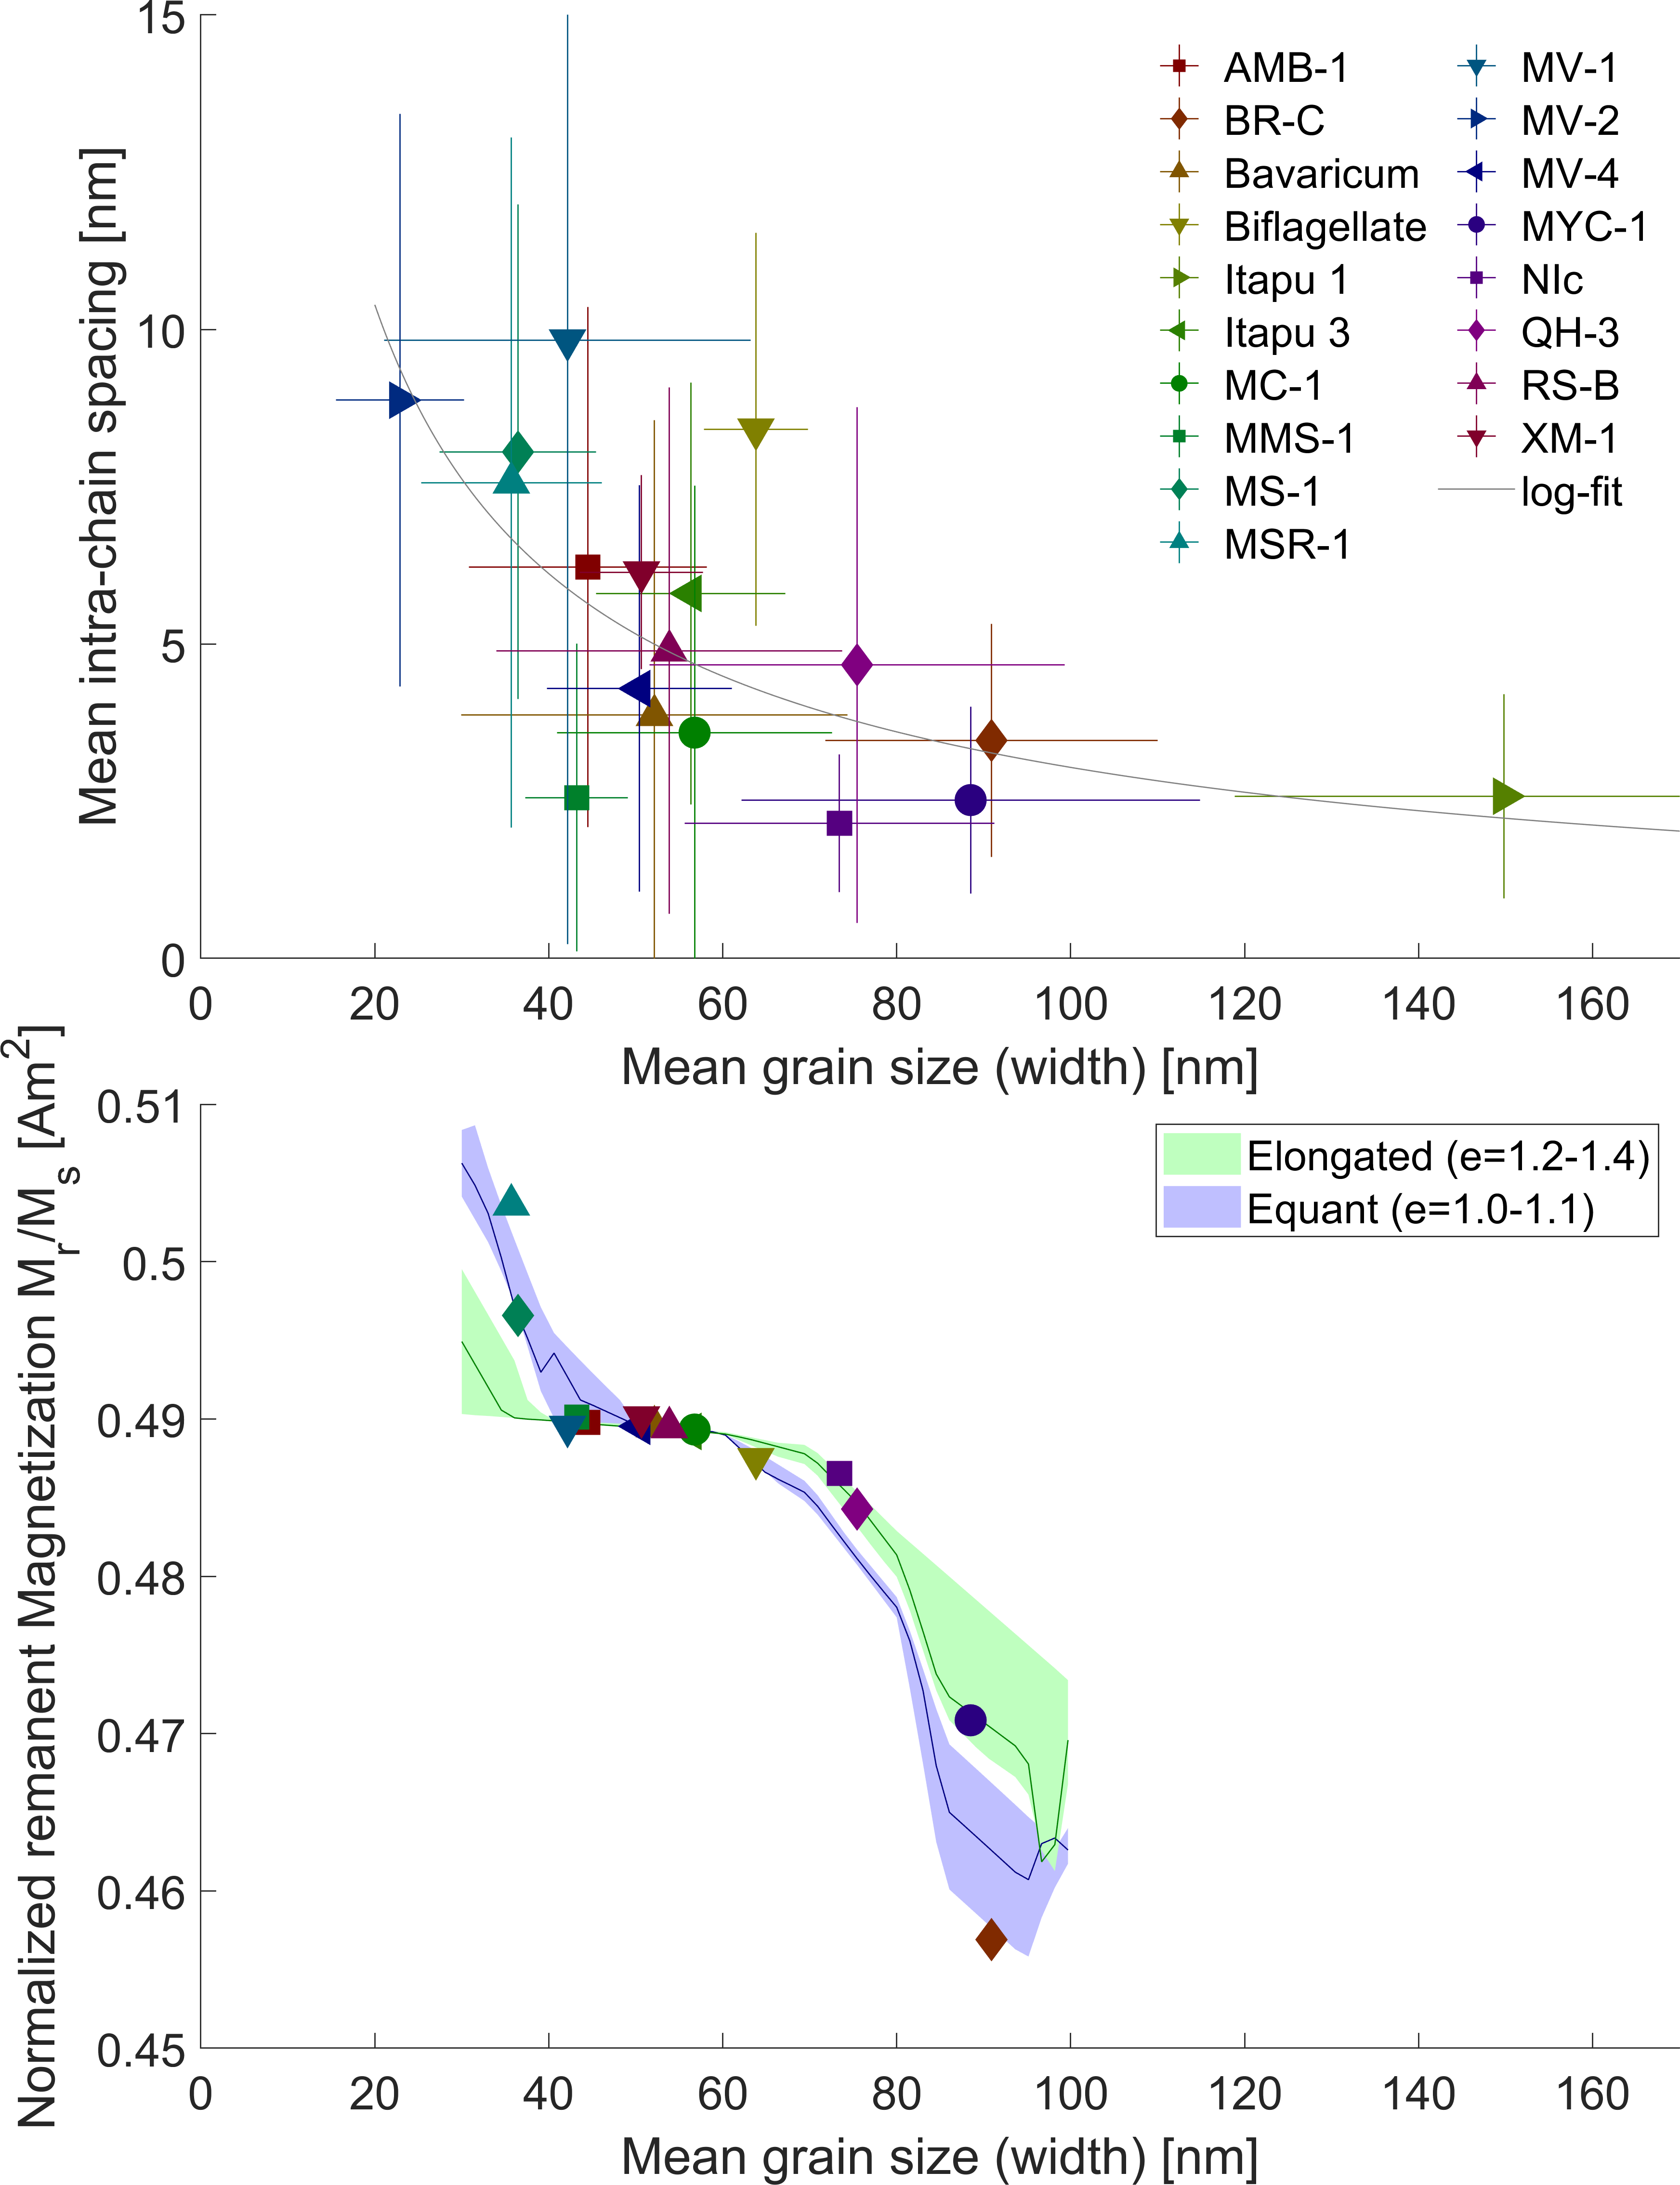 15
10
5
0
Mean intra-chain spacing [nm]
AMB-1
BR-C
Bavaricum
Biflagellate
Itapu 1
Itapu 3
MC-1
MMS-1
MS-1
MSR-1
MV-1
MV-2
MV-4
MYC-1
NIc
QH-3
RS-B
XM-1
log-fit
0 20 40 60 80 100 120 140 160
Mean grain size (width) [nm]
0.51
0.5
0.49
0.48
0.47
0.46
0.45
Normalized remanent Magnetization Mr/Ms [Am2]
Elongated (e=1.2-1.4)
Equant (e=1.0-1.1)
0 20 40 60 80 100 120 140 160
Mean grain size (width) [nm]